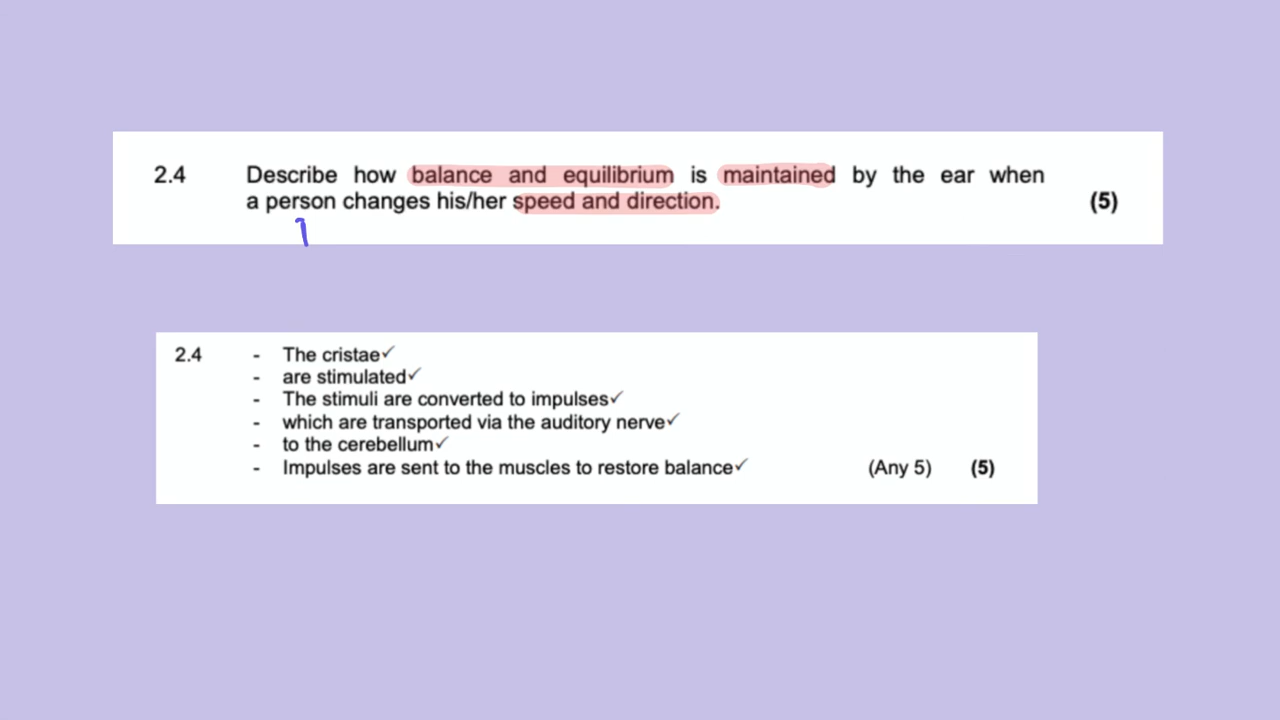 2.4 Describe how balance and equilibrium is maintained by the ear when
a person changes his/her speed and direction. (5)
2.4 - The cristae✓
- are stimulated✓
- The stimuli are converted to impulses✓
- which are transported via the auditory nerve✓
- to the cerebellum✓
- Impulses are sent to the muscles to restore balance✓ (Any 5) (5)